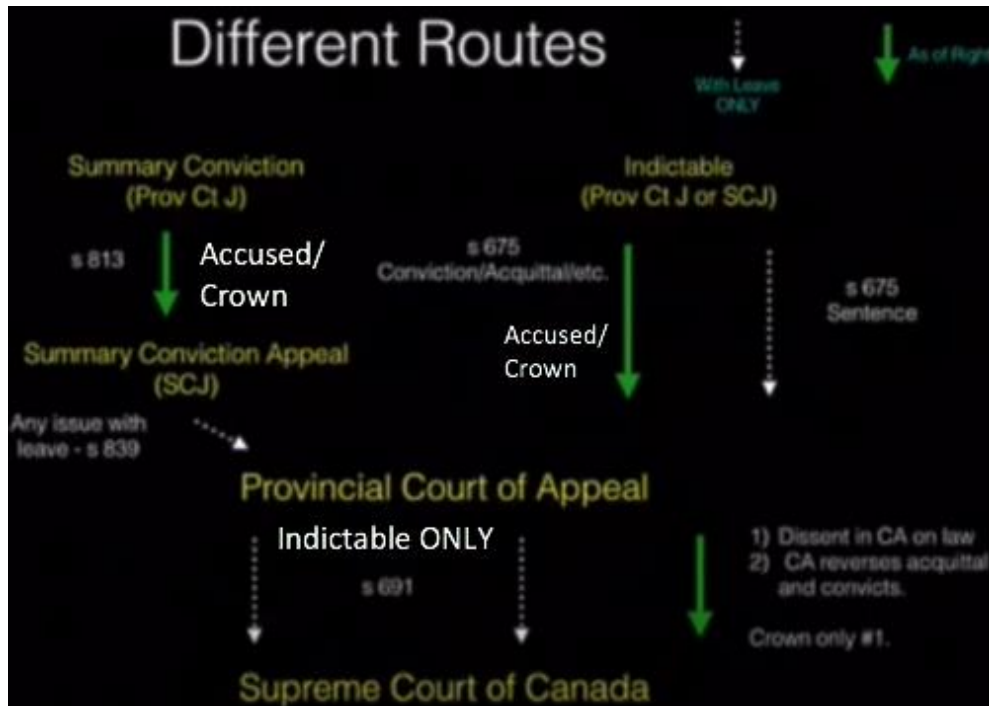 Different Routes
With Leave
ONLY
As of Right
Summary Conviction
(Prov Ct J)
Indictable
(Prov Ct J or SCJ)
s 813
Accused/
Crown
s 675
Conviction/Acquittal/etc.
Accused/
Crown
s 675
Sentence
Summary Conviction Appeal
(SCJ)
Any issue with
leave - s 839
Provincial Court of Appeal
Indictable ONLY
s 691
1) Dissent in CA on law
2) CA reverses acquittal
and convicts.
Crown only #1.
Supreme Court of Canada